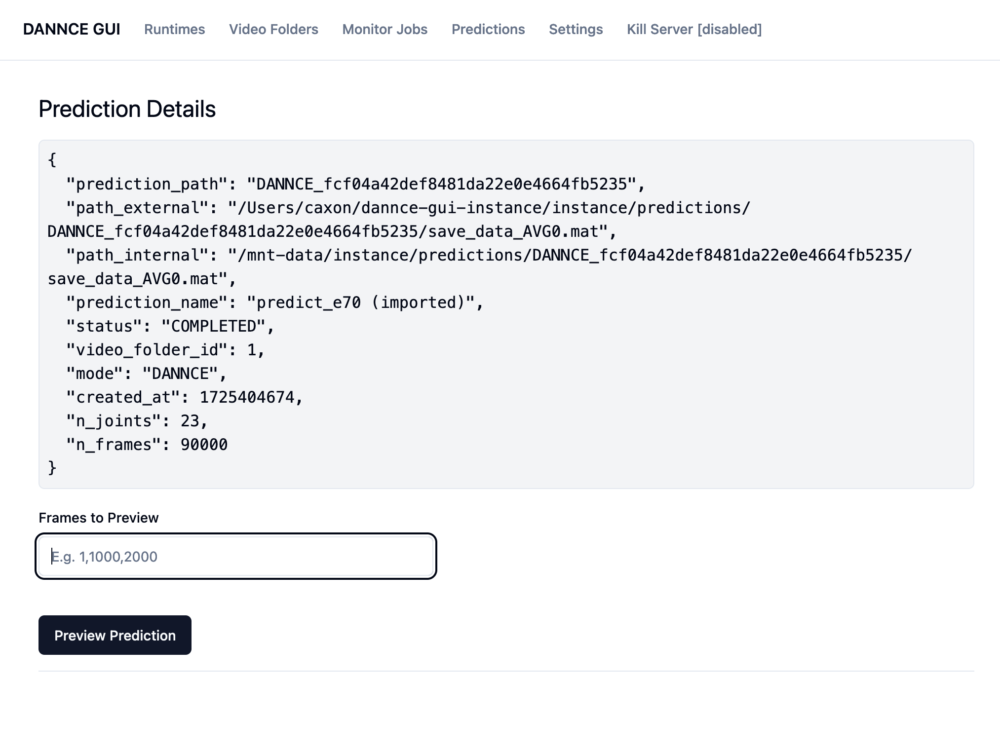 DANNCE GUI Runtimes Video Folders Monitor Jobs Predictions Settings Kill Server [disabled]
Prediction Details
{
  "prediction_path": "DANNCE_fcf04a42def8481da22e0e4664fb5235",
  "path_external": "/Users/caxon/dannce-gui-instance/instance/predictions/
DANNCE_fcf04a42def8481da22e0e4664fb5235/save_data_AVG0.mat",
  "path_internal": "/mnt-data/instance/predictions/DANNCE_fcf04a42def8481da22e0e4664fb5235/
save_data_AVG0.mat",
  "prediction_name": "predict_e70 (imported)",
  "status": "COMPLETED",
  "video_folder_id": 1,
  "mode": "DANNCE",
  "created_at": 1725404674,
  "n_joints": 23,
  "n_frames": 90000
}
Frames to Preview
E.g. 1,1000,2000
Preview Prediction